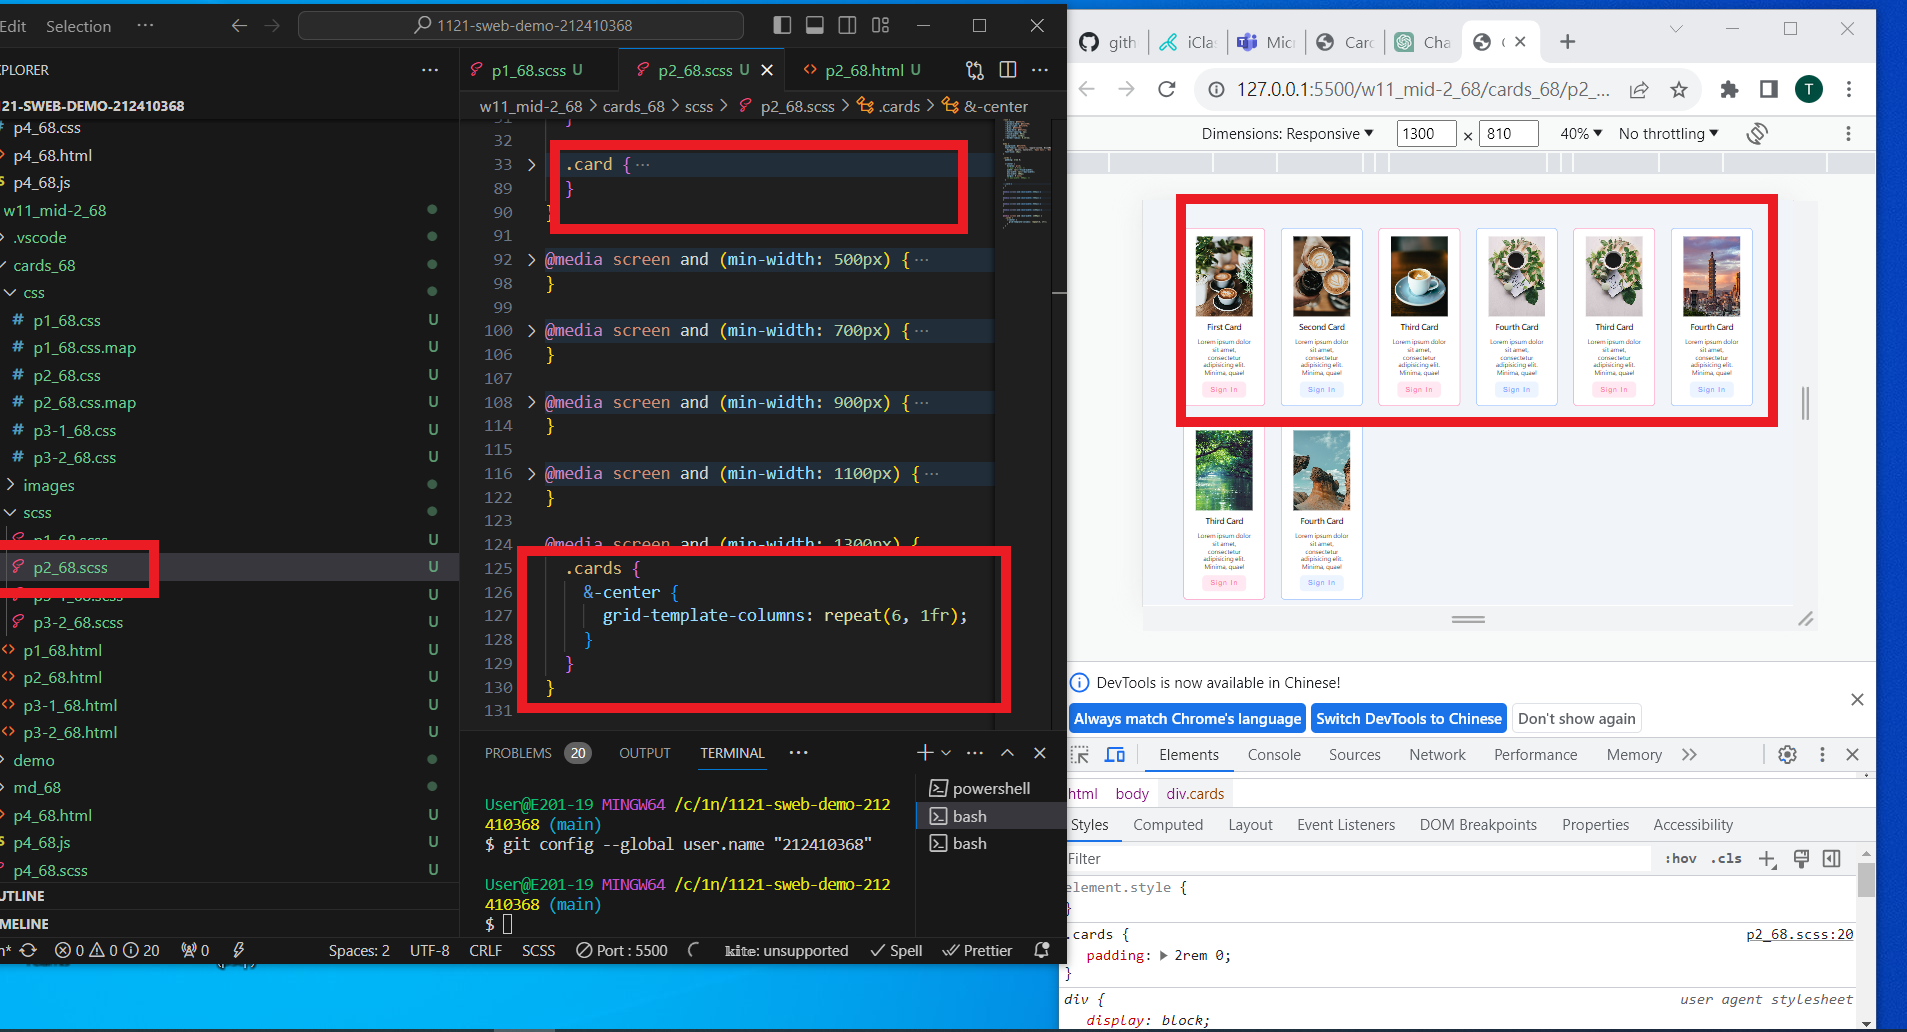 Edit Selection ···
1121-sweb-demo-212410368
EXPLORER ···
121-SWEB-DEMO-212410368
p4_68.css
p4_68.html
p4_68.js
w11_mid-2_68
.vscode
cards_68
css
p1_68.css U
p1_68.css.map U
p2_68.css U
p2_68.css.map U
p3-1_68.css U
p3-2_68.css U
images
scss
p1_68.scss U
p2_68.scss U
p3-1_68.scss U
p3-2_68.scss U
p1_68.html U
p2_68.html U
p3-1_68.html U
p3-2_68.html U
demo
md_68
p4_68.html U
p4_68.js U
p4_68.scss U
OUTLINE
TIMELINE
p1_68.scss U
p2_68.scss U
p2_68.html U
w11_mid-2_68 > cards_68 > scss > p2_68.scss > .cards > &-center
31 }
32
33 .card { ···
89 }
90 }
91
92 @media screen and (min-width: 500px) { ···
98 }
99
100 @media screen and (min-width: 700px) { ···
106 }
107
108 @media screen and (min-width: 900px) { ···
114 }
115
116 @media screen and (min-width: 1100px) { ···
122 }
123
124 @media screen and (min-width: 1300px) {
125 .cards {
126 &-center {
127 grid-template-columns: repeat(6, 1fr);
128 }
129 }
130 }
131
PROBLEMS 20 OUTPUT TERMINAL ···
User@E201-19 MINGW64 /c/1n/1121-sweb-demo-212
410368 (main)
$ git config --global user.name "212410368"
User@E201-19 MINGW64 /c/1n/1121-sweb-demo-212
410368 (main)
$
powershell
bash
bash
0 0 20 0 Spaces: 2 UTF-8 CRLF SCSS Port : 5500 kite: unsupported Spell Prettier
gith
iCla
Micr
Card
Cha
127.0.0.1:5500/w11_mid-2_68/cards_68/p2_...
T
Dimensions: Responsive 1300 × 810 40% No throttling
First Card
Lorem ipsum dolor
sit amet,
consectetur
adipisicing elit.
Minima, quae!
Sign In
Second Card
Lorem ipsum dolor
sit amet,
consectetur
adipisicing elit.
Minima, quae!
Sign In
Third Card
Lorem ipsum dolor
sit amet,
consectetur
adipisicing elit.
Minima, quae!
Sign In
Fourth Card
Lorem ipsum dolor
sit amet,
consectetur
adipisicing elit.
Minima, quae!
Sign In
Third Card
Lorem ipsum dolor
sit amet,
consectetur
adipisicing elit.
Minima, quae!
Sign In
Fourth Card
Lorem ipsum dolor
sit amet,
consectetur
adipisicing elit.
Minima, quae!
Sign In
Third Card
Lorem ipsum dolor
sit amet,
consectetur
adipisicing elit.
Minima, quae!
Sign In
Fourth Card
Lorem ipsum dolor
sit amet,
consectetur
adipisicing elit.
Minima, quae!
Sign In
DevTools is now available in Chinese!
Always match Chrome's language Switch DevTools to Chinese Don't show again
Elements Console Sources Network Performance Memory
html body div.cards
Styles Computed Layout Event Listeners DOM Breakpoints Properties Accessibility
Filter :hov .cls
element.style {
}
.cards { p2_68.scss:20
padding: 2rem 0;
}
div { user agent stylesheet
display: block;